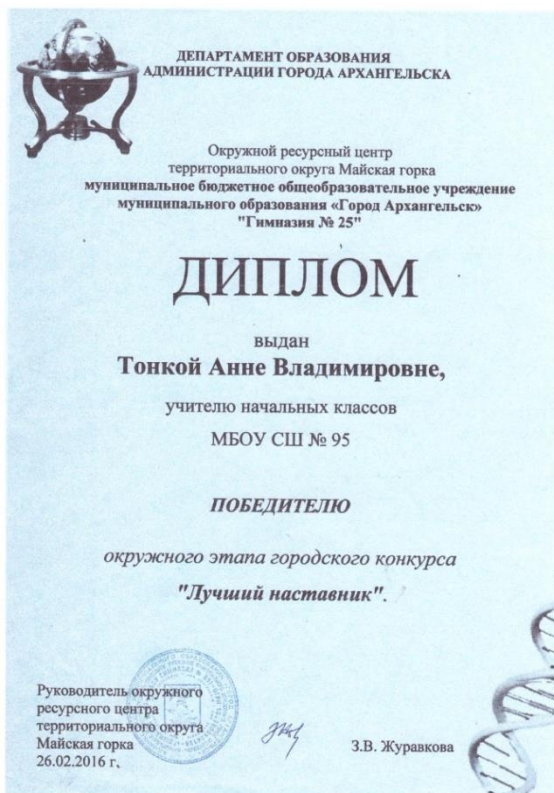 ДЕПАРТАМЕНТ ОБРАЗОВАНИЯ
АДМИНИСТРАЦИИ ГОРОДА АРХАНГЕЛЬСКА
Окружной ресурсный центр
территориального округа Майская горка
муниципальное бюджетное общеобразовательное учреждение
муниципального образования «Город Архангельск»
"Гимназия № 25"
ДИПЛОМ
выдан
Тонкой Анне Владимировне,
учителю начальных классов
МБОУ СШ № 95
ПОБЕДИТЕЛЮ
окружного этапа городского конкурса
"Лучший наставник".
Руководитель окружного
ресурсного центра
территориального округа
Майская горка
26.02.2016 г.
З.В. Журавкова